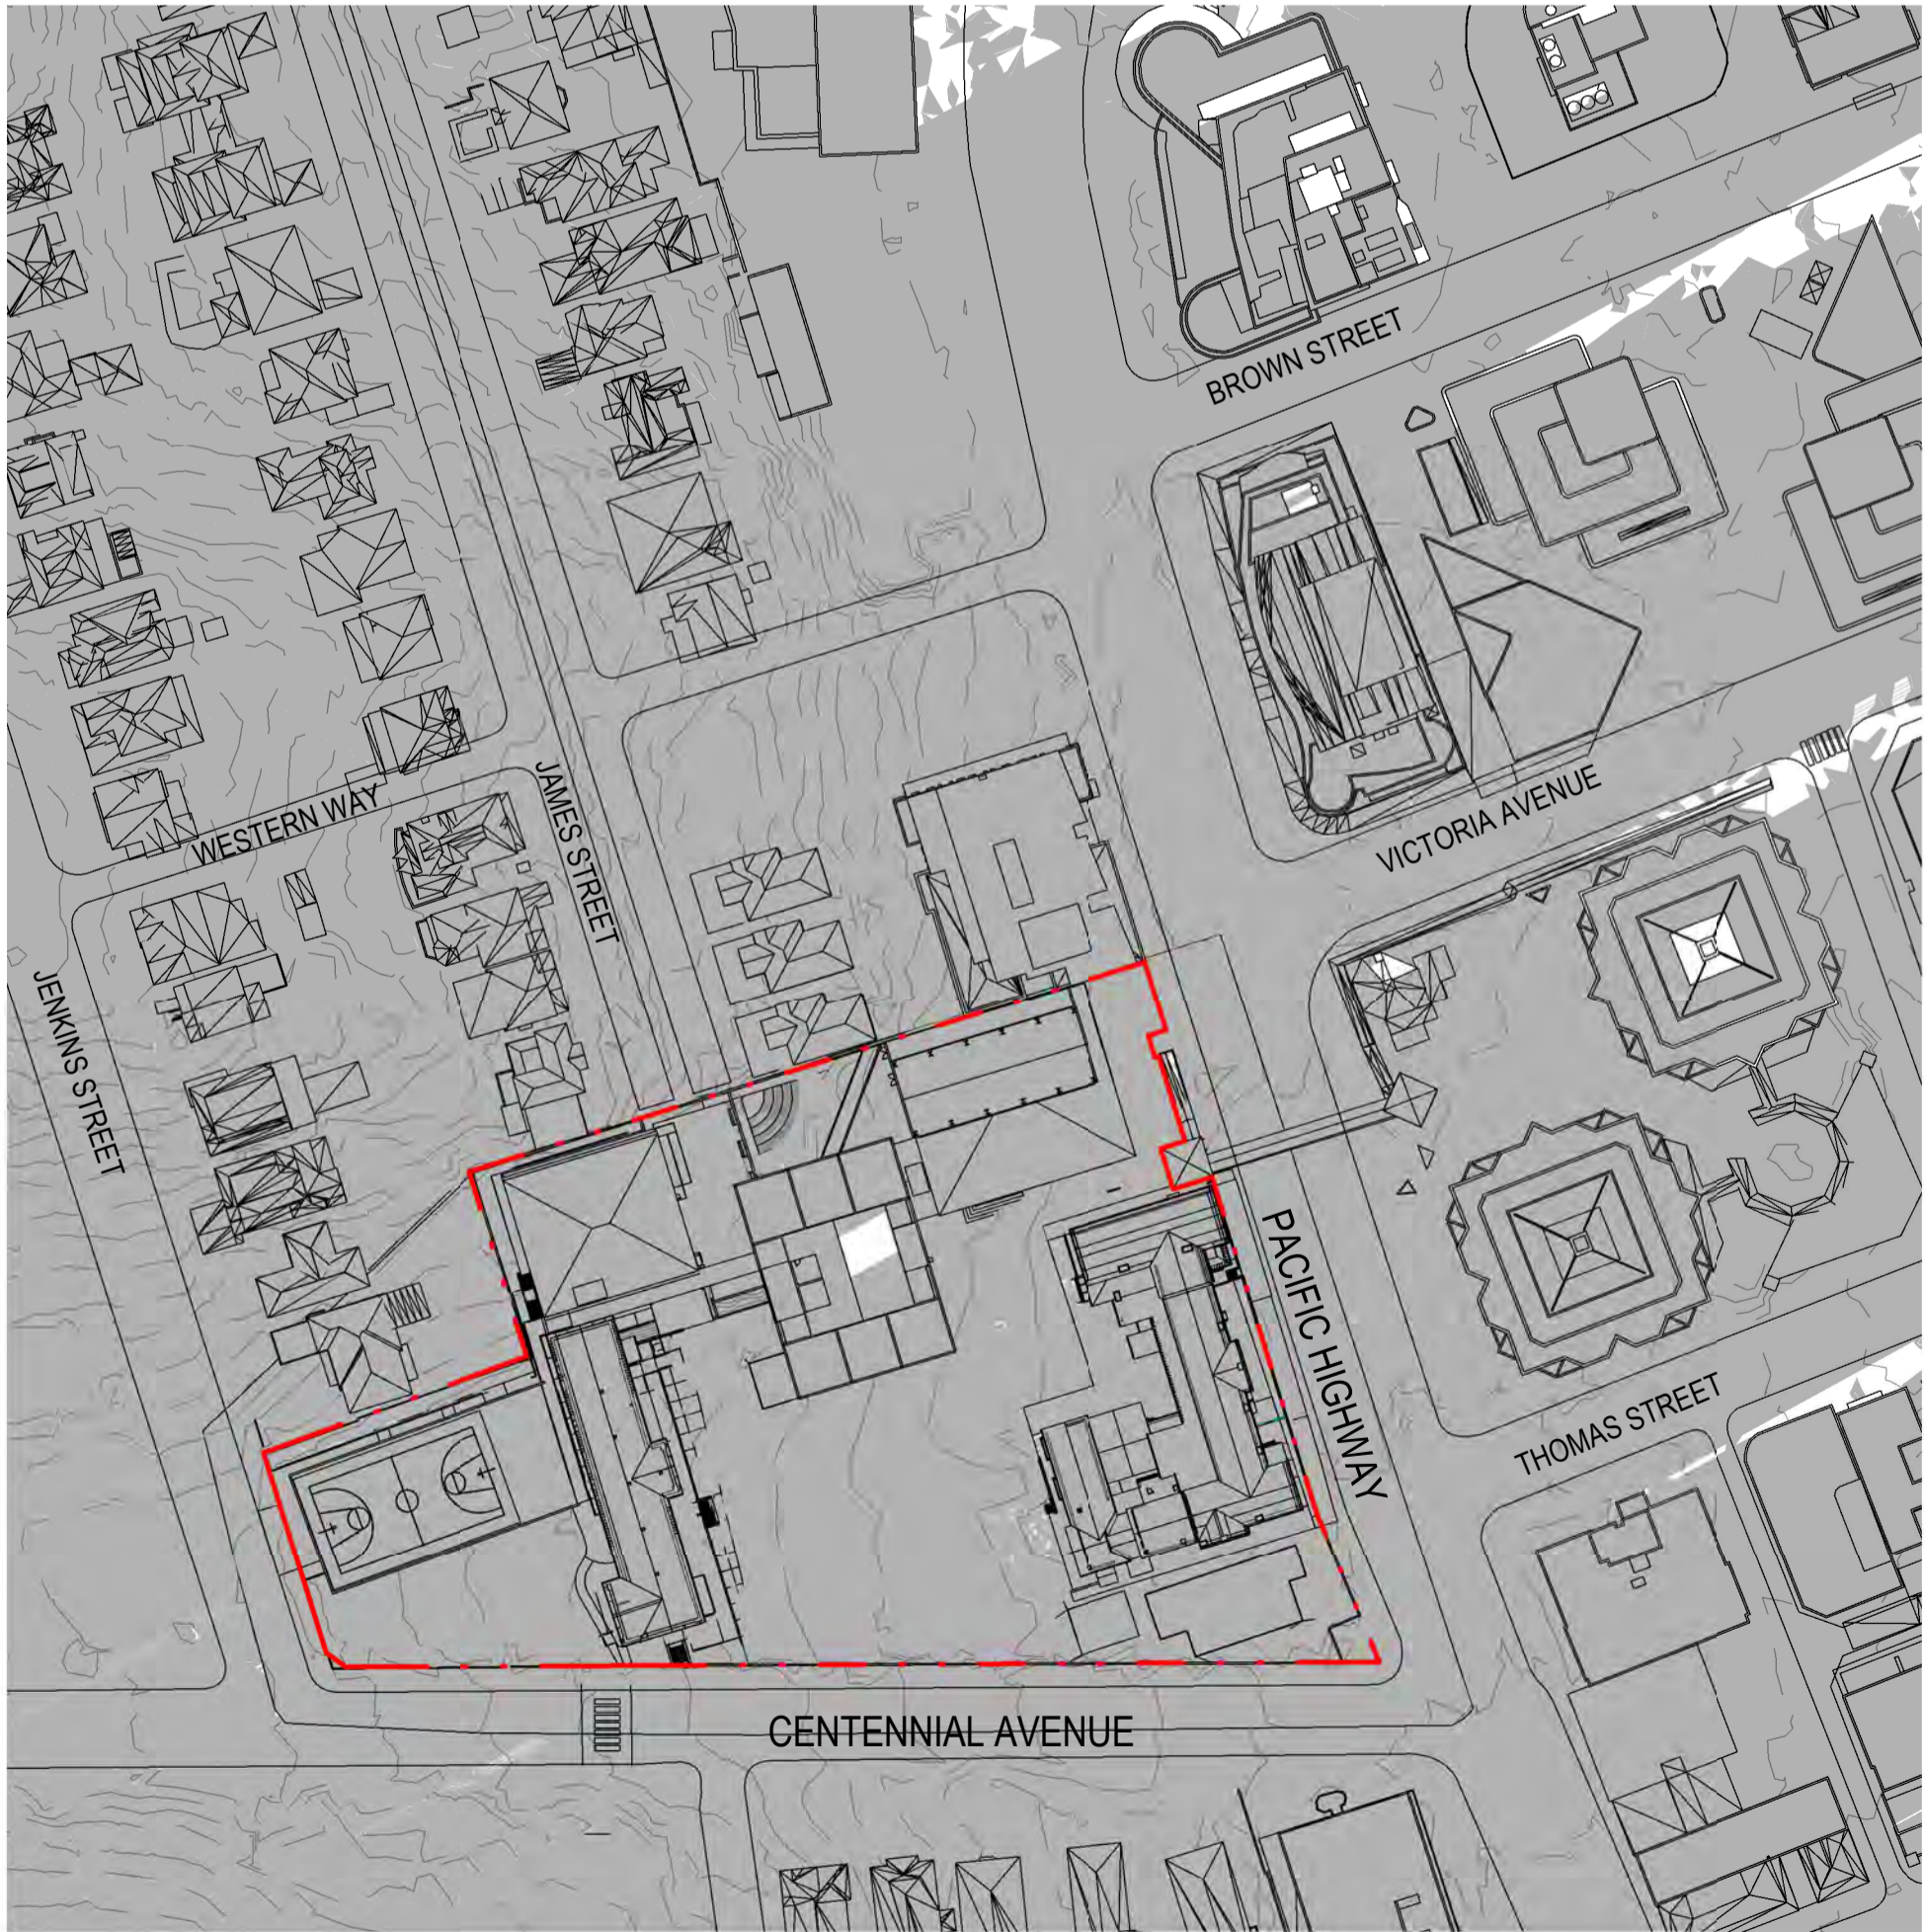 BROWN STREET
VICTORIA AVENUE
WESTERN WAY
JAMES STREET
JENKINS STREET
PACIFIC HIGHWAY
THOMAS STREET
CENTENNIAL AVENUE